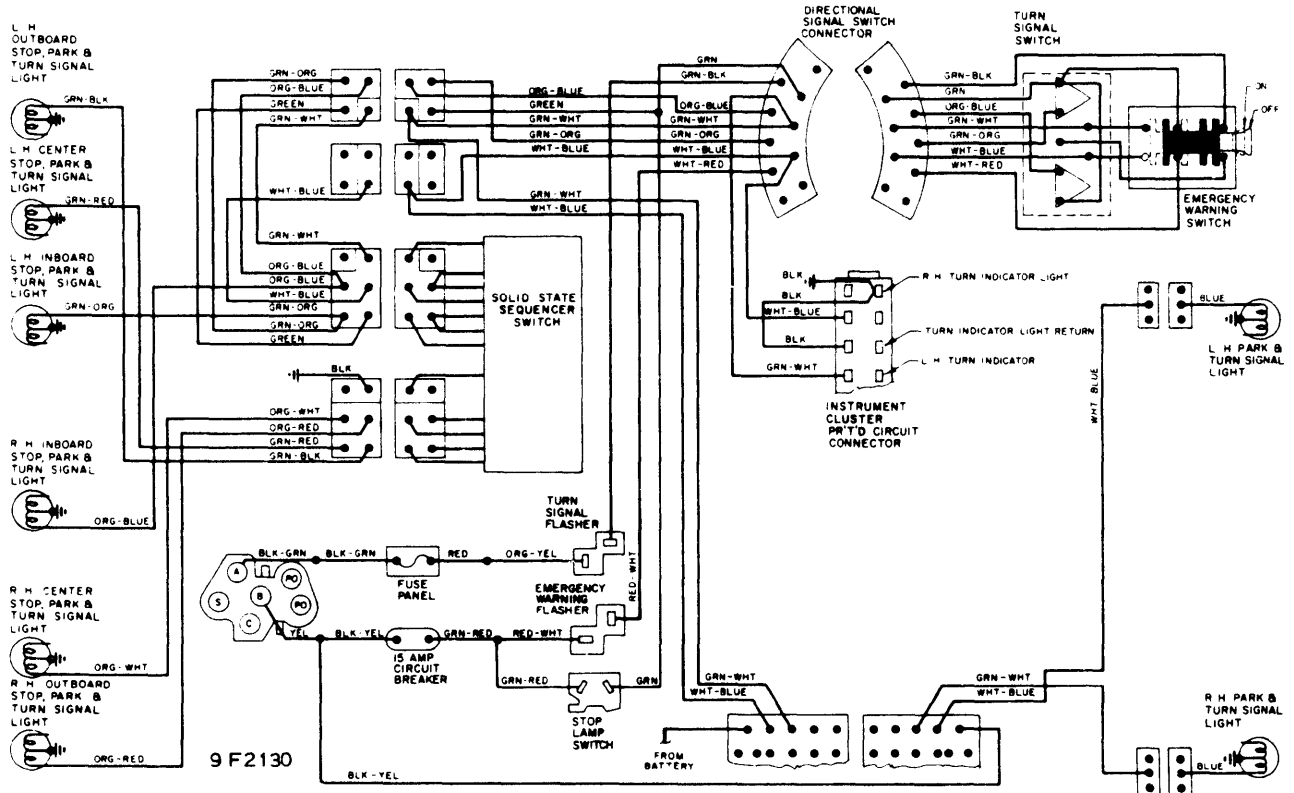 L H
OUTBOARD
STOP, PARK &
TURN SIGNAL
LIGHT
GRN-BLK
L H CENTER
STOP, PARK &
TURN SIGNAL
LIGHT
GRN-RED
L H INBOARD
STOP, PARK &
TURN SIGNAL
LIGHT
GRN-ORG
R H INBOARD
STOP, PARK &
TURN SIGNAL
LIGHT
ORG-BLUE
R H CENTER
STOP, PARK &
TURN SIGNAL
LIGHT
ORG-WHT
R H OUTBOARD
STOP, PARK &
TURN SIGNAL
LIGHT
ORG-RED
GRN-ORG
ORG-BLUE
GREEN
GRN-WHT
WHT-BLUE
GRN-WHT
ORG-BLUE
ORG-BLUE
WHT-BLUE
GRN-ORG
GRN-ORG
GREEN
BLK
ORG-WHT
ORG-RED
GRN-RED
GRN-BLK
SOLID STATE
SEQUENCER
SWITCH
ORG-BLUE
GREEN
GRN-WHT
GRN-ORG
WHT-BLUE
GRN-WHT
WHT-BLUE
DIRECTIONAL
SIGNAL SWITCH
CONNECTOR
GRN
GRN-BLK
ORG-BLUE
GRN-WHT
GRN-ORG
WHT-BLUE
WHT-RED
TURN
SIGNAL
SWITCH
GRN-BLK
GRN
ORG-BLUE
GRN-WHT
GRN-ORG
WHT-BLUE
WHT-RED
ON
OFF
EMERGENCY
WARNING
SWITCH
BLK
BLK
WHT-BLUE
BLK
GRN-WHT
R H TURN INDICATOR LIGHT
TURN INDICATOR LIGHT RETURN
L H TURN INDICATOR
INSTRUMENT
CLUSTER
PR'T'D CIRCUIT
CONNECTOR
WHT BLUE
BLUE
L H PARK &
TURN SIGNAL
LIGHT
TURN
SIGNAL
FLASHER
BLK-GRN
BLK-GRN
RED
ORG-YEL
FUSE
PANEL
A
PO
S
B
PO
C
EMERGENCY
WARNING
FLASHER
RED-WHT
YEL
BLK-YEL
GRN-RED
RED-WHT
15 AMP
CIRCUIT
BREAKER
GRN-RED
GRN
STOP
LAMP
SWITCH
GRN-WHT
WHT-BLUE
GRN-WHT
WHT-BLUE
FROM
BATTERY
R H PARK &
TURN SIGNAL
LIGHT
BLUE
9 F2130
BLK-YEL